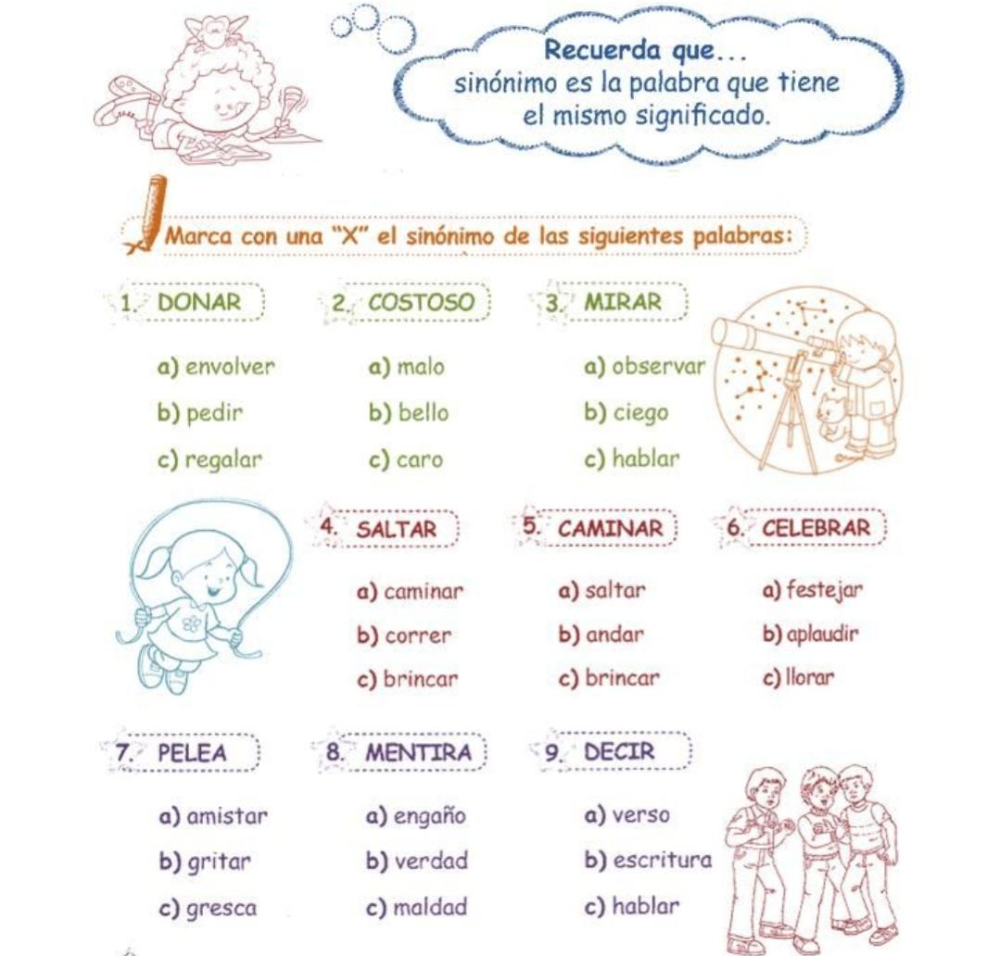 Recuerda que...
sinónimo es la palabra que tiene
el mismo significado.
Marca con una "X" el sinónimo de las siguientes palabras:
1. DONAR
a) envolver
b) pedir
c) regalar
2. COSTOSO
a) malo
b) bello
c) caro
3. MIRAR
a) observar
b) ciego
c) hablar
4. SALTAR
a) caminar
b) correr
c) brincar
5. CAMINAR
a) saltar
b) andar
c) brincar
6. CELEBRAR
a) festejar
b) aplaudir
c) llorar
7. PELEA
a) amistar
b) gritar
c) gresca
8. MENTIRA
a) engaño
b) verdad
c) maldad
9. DECIR
a) verso
b) escritura
c) hablar